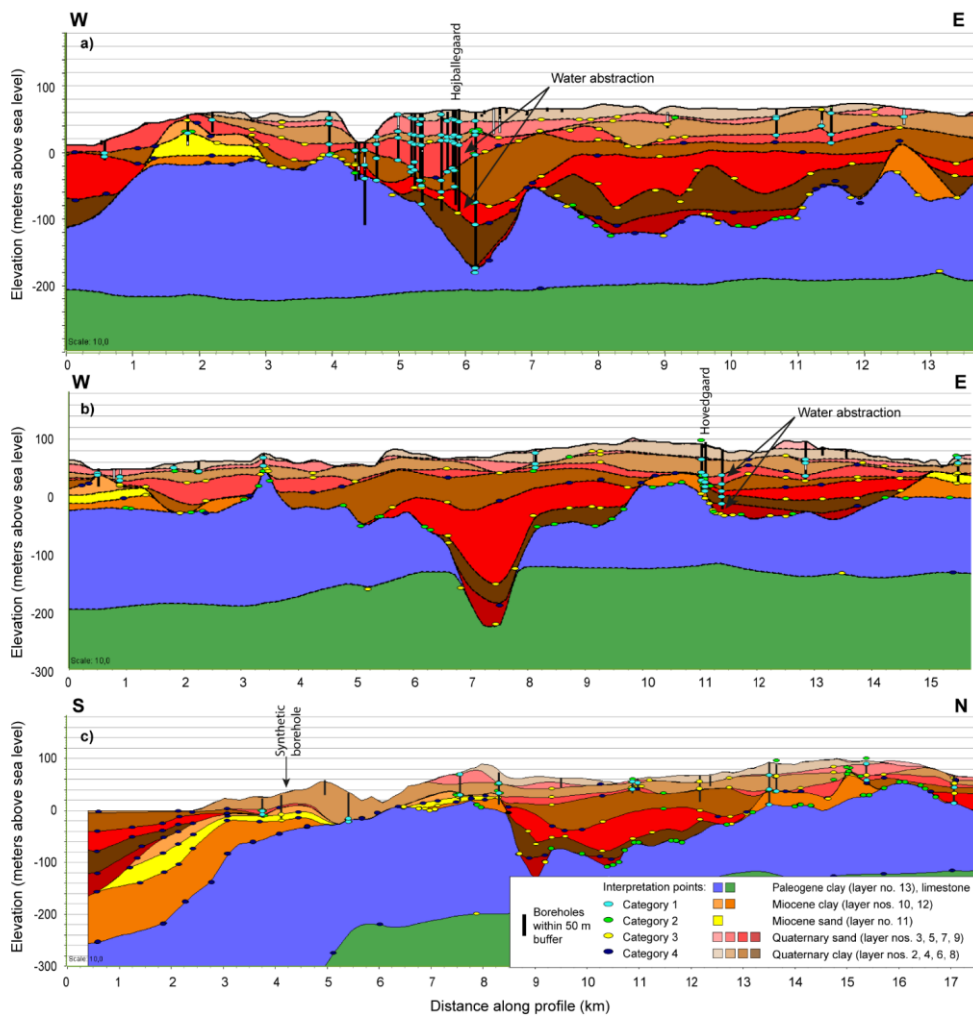 W
E
a)
Højballegaard
Water abstraction
Elevation (meters above sea level)
100
0
-100
-200
Scale: 10,0
0 1 2 3 4 5 6 7 8 9 10 11 12 13
W
E
b)
Hovedgaard
Water abstraction
Elevation (meters above sea level)
100
0
-100
-200
-300
Scale: 10,0
0 1 2 3 4 5 6 7 8 9 10 11 12 13 14 15
S
N
c)
Synthetic
borehole
Elevation (meters above sea level)
100
0
-100
-200
-300
Scale: 10,0
0 1 2 3 4 5 6 7 8 9 10 11 12 13 14 15 16 17
Distance along profile (km)
Boreholes
within 50 m
buffer
Interpretation points:
Category 1
Category 2
Category 3
Category 4
Paleogene clay (layer no. 13), limestone
Miocene clay (layer nos. 10, 12)
Miocene sand (layer no. 11)
Quaternary sand (layer nos. 3, 5, 7, 9)
Quaternary clay (layer nos. 2, 4, 6, 8)